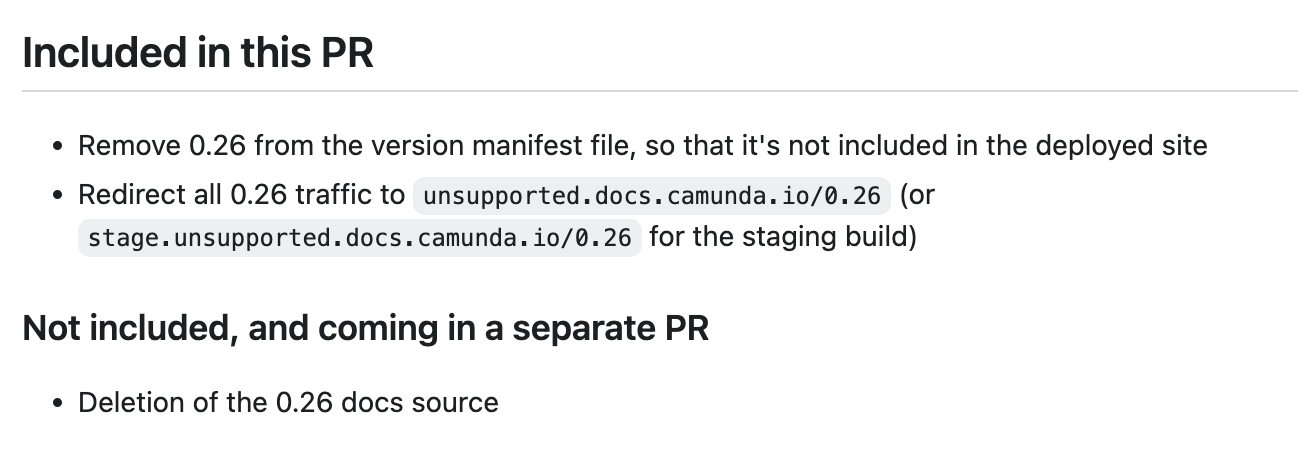 Included in this PR
Remove 0.26 from the version manifest file, so that it's not included in the deployed site
Redirect all 0.26 traffic to unsupported.docs.camunda.io/0.26 (or
stage.unsupported.docs.camunda.io/0.26 for the staging build)
Not included, and coming in a separate PR
Deletion of the 0.26 docs source